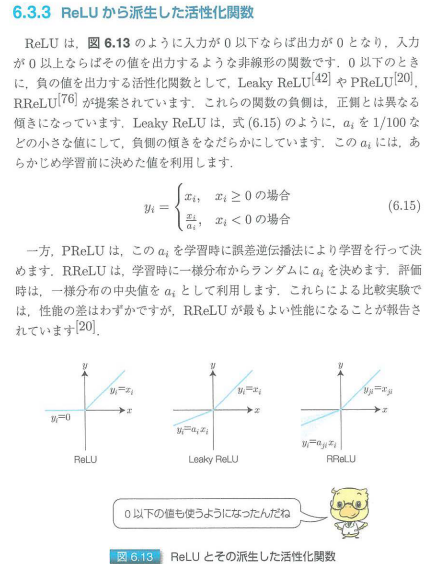 6.3.3 ReLU から派生した活性化関数
ReLU は，図 6.13 のように入力が 0 以下ならば出力が 0 となり，入力
が 0 以上ならばその値を出力するような非線形の関数です．0 以下のとき
に，負の値を出力する活性化関数として，Leaky ReLU[42] や PReLU[20]，
RReLU[76] が提案されています．これらの関数の負側は，正側とは異なる
傾きになっています．Leaky ReLU は，式 (6.15) のように，a_i を 1/100 な
どの小さな値にして，負側の傾きをなだらかにしています．この a_i には，あ
らかじめ学習前に決めた値を利用します．
y_i = { x_i, x_i ≥ 0 の場合
x_i/a_i, x_i < 0 の場合 (6.15)
一方，PReLU は，この a_i を学習時に誤差逆伝播法により学習を行って決
めます．RReLU は，学習時に一様分布からランダムに a_i を決めます．評価
時は，一様分布の中央値を a_i として利用します．これらによる比較実験で
は，性能の差はわずかですが，RReLU が最もよい性能になることが報告さ
れています[20]．
y y y
y_i=x_i y_i=x_i y_ji=x_ji
x x x
y_i=0 y_i=a_i x_i y_i=a_ji x_i
ReLU Leaky ReLU RReLU
0 以下の値も使うようになったんだね
図 6.13 ReLU とその派生した活性化関数